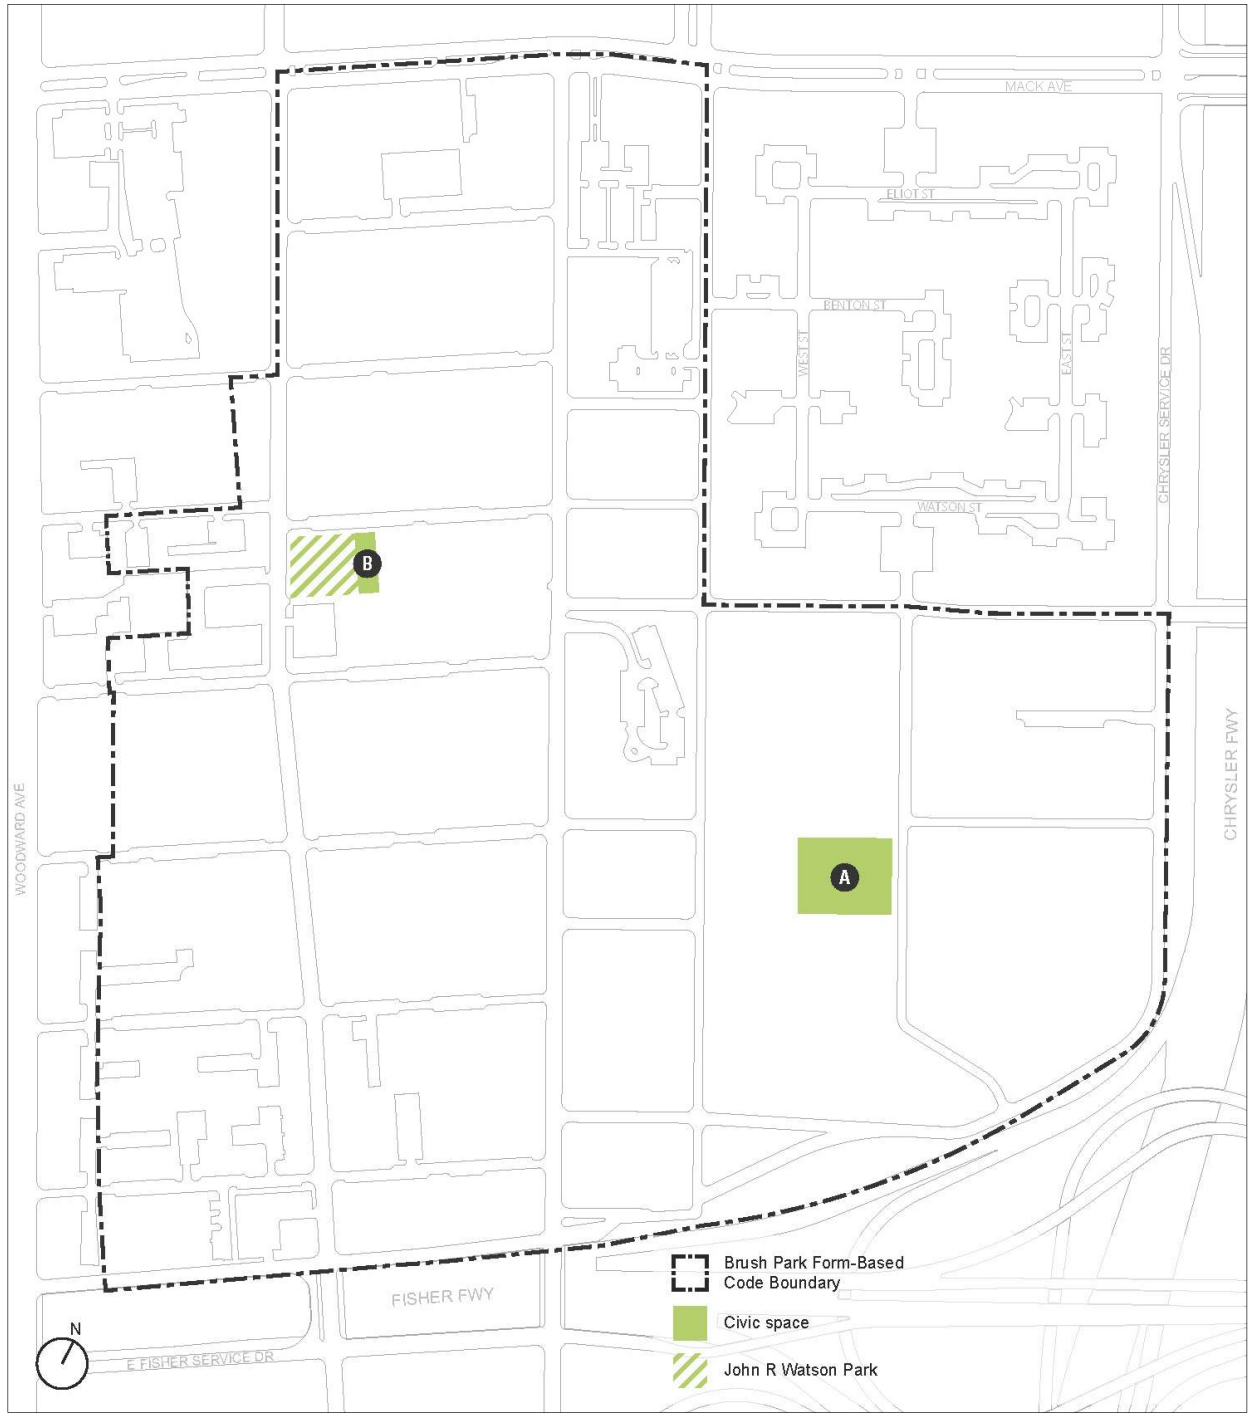 MACK AVE
ELIOT ST
BENTON ST
WEST ST
EAST ST
CHRYSLER SERVICE DR
WATSON ST
B
CHRYSLER FWY
WOODWARD AVE
A
Brush Park Form-Based
Code Boundary
FISHER FWY
Civic space
N
E FISHER SERVICE DR
John R Watson Park